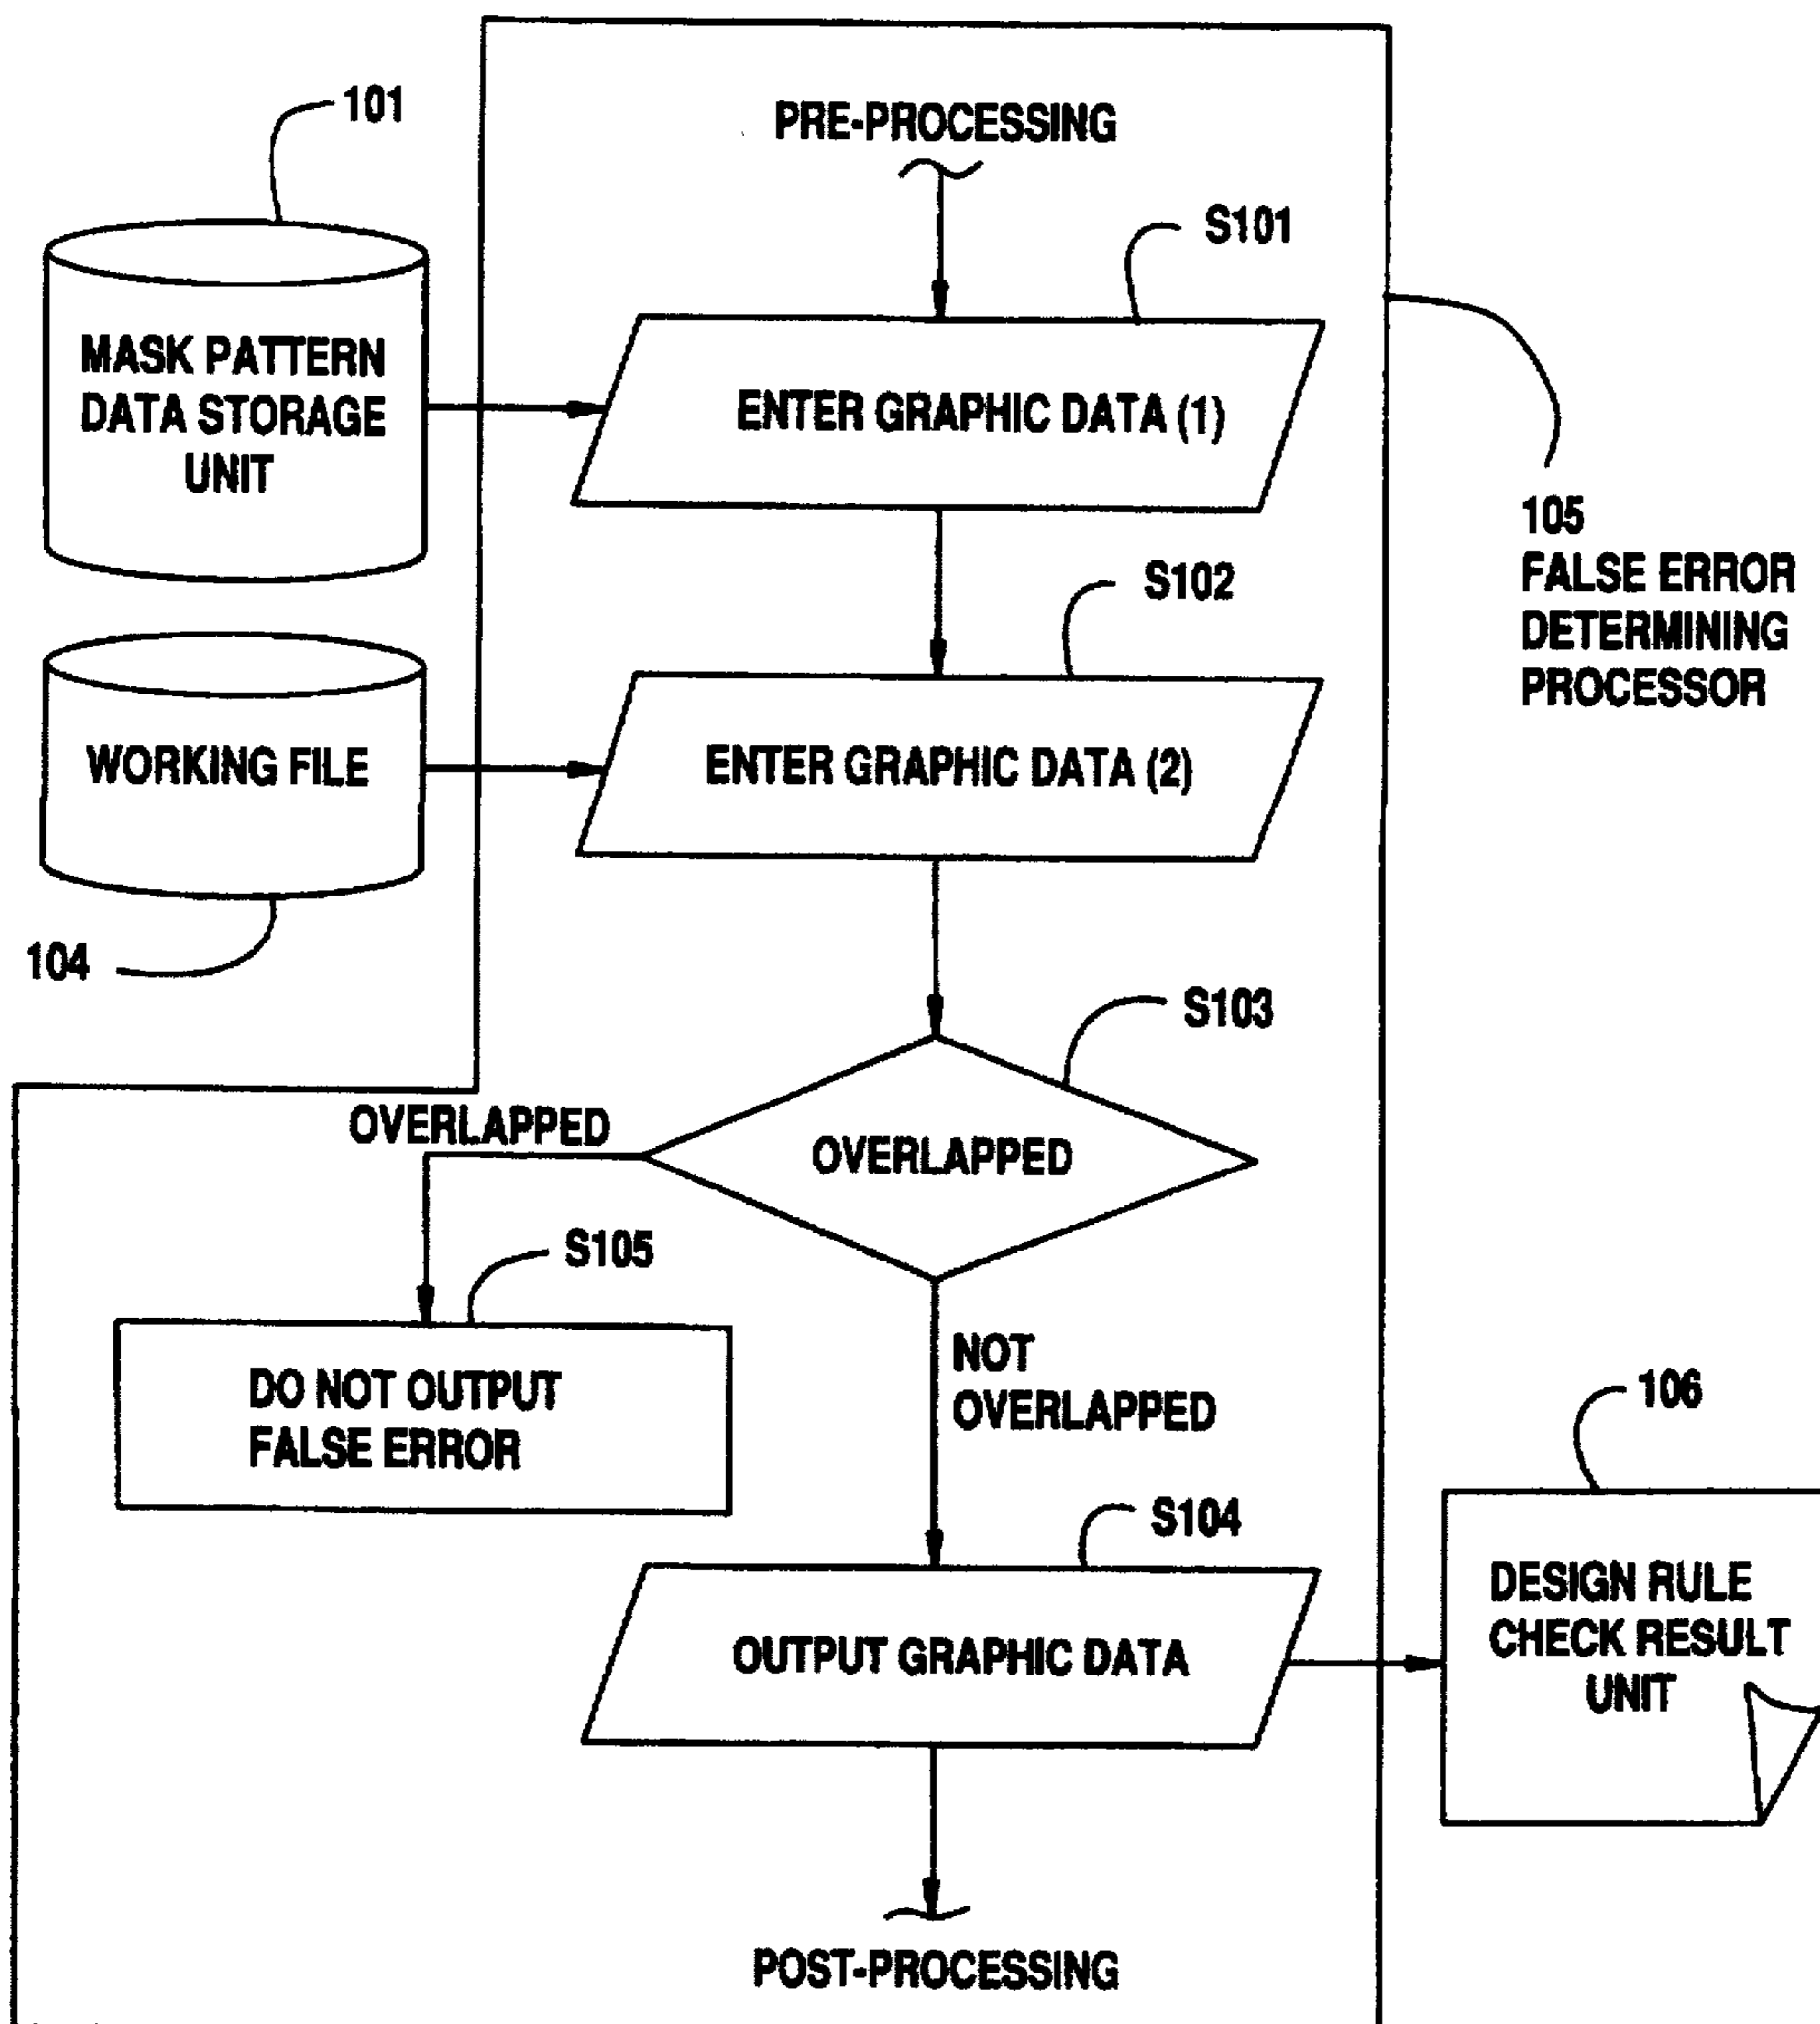 101
PRE-PROCESSING
S101
MASK PATTERN
DATA STORAGE
UNIT
ENTER GRAPHIC DATA (1)
105
FALSE ERROR
DETERMINING
PROCESSOR
S102
WORKING FILE
ENTER GRAPHIC DATA (2)
104
S103
OVERLAPPED
OVERLAPPED
S105
DO NOT OUTPUT
FALSE ERROR
NOT
OVERLAPPED
106
S104
OUTPUT GRAPHIC DATA
DESIGN RULE
CHECK RESULT
UNIT
POST-PROCESSING